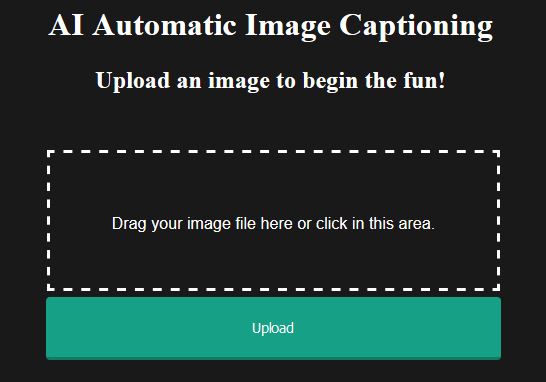 AI Automatic Image Captioning
Upload an image to begin the fun!
Drag your image file here or click in this area.
Upload